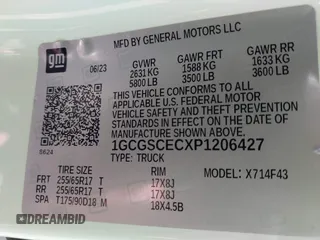 MFD BY GENERAL MOTORS LLC
gm
06/23
GVWR GAWR FRT GAWR RR
2631 KG 1588 KG 1633 KG
5800 LB 3500 LB 3600 LB
THIS VEHICLE CONFORMS TO ALL
APPLICABLE U.S. FEDERAL MOTOR
VEHICLE SAFETY AND THEFT PREVENTION
STANDARDS IN EFFECT ON THE DATE OF
MANUFACTURE SHOWN ABOVE.
1GCGSCECXP1206427
TYPE: TRUCK MODEL: X714F43
S624
TIRE SIZE RIM
FRT 255/65R17 T 17X8J
RR 255/65R17 T 17X8J
SPA T175/90D18 M 18X4.5B
DREAMBID